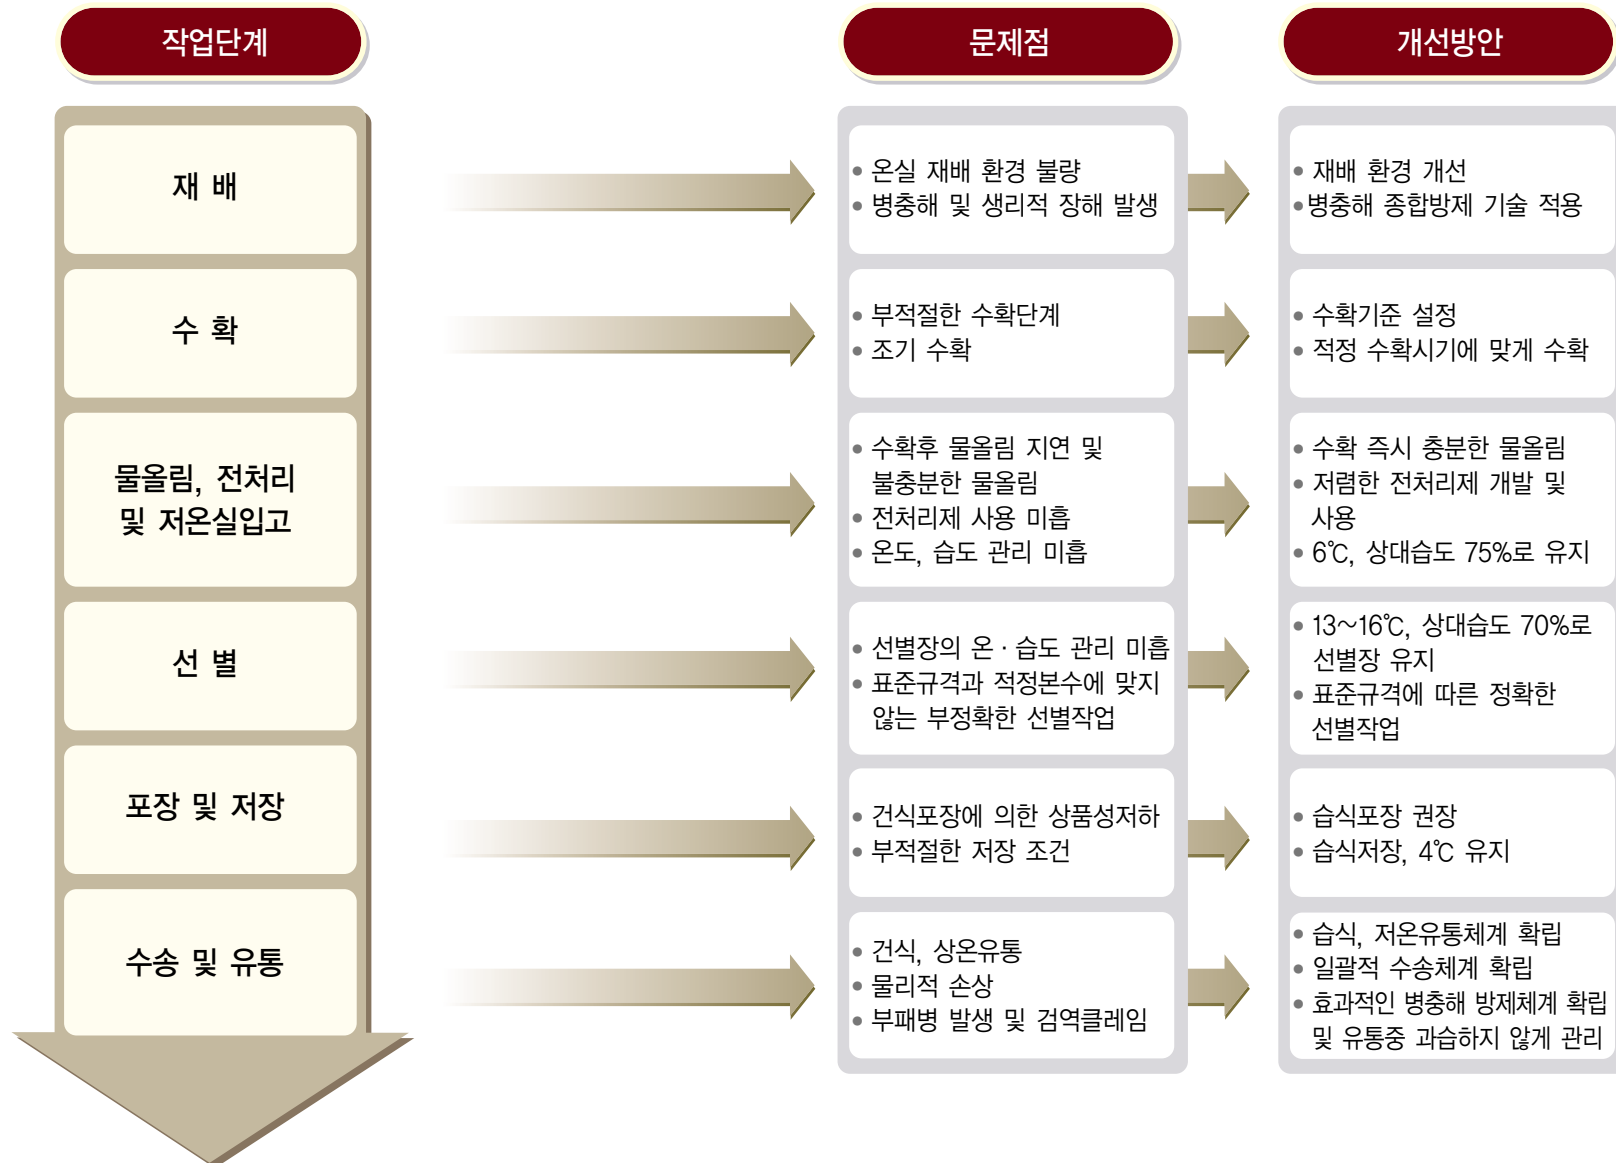 작업단계
문제점
개선방안
재 배
• 온실 재배 환경 불량
• 병충해 및 생리적 장해 발생
• 재배 환경 개선
• 병충해 종합방제 기술 적용
수 확
• 부적절한 수확단계
• 조기 수확
• 수확기준 설정
• 적정 수확시기에 맞게 수확
물올림, 전처리
및 저온실입고
• 수확후 물올림 지연 및
불충분한 물올림
• 전처리제 사용 미흡
• 온도, 습도 관리 미흡
• 수확 즉시 충분한 물올림
• 저렴한 전처리제 개발 및
사용
• 6℃, 상대습도 75%로 유지
선 별
• 선별장의 온 · 습도 관리 미흡
• 표준규격과 적정본수에 맞지
않는 부정확한 선별작업
• 13~16℃, 상대습도 70%로
선별장 유지
• 표준규격에 따른 정확한
선별작업
포장 및 저장
• 건식포장에 의한 상품성저하
• 부적절한 저장 조건
• 습식포장 권장
• 습식저장, 4℃ 유지
수송 및 유통
• 건식, 상온유통
• 물리적 손상
• 부패병 발생 및 검역클레임
• 습식, 저온유통체계 확립
• 일괄적 수송체계 확립
• 효과적인 병충해 방제체계 확립
및 유통중 과습하지 않게 관리